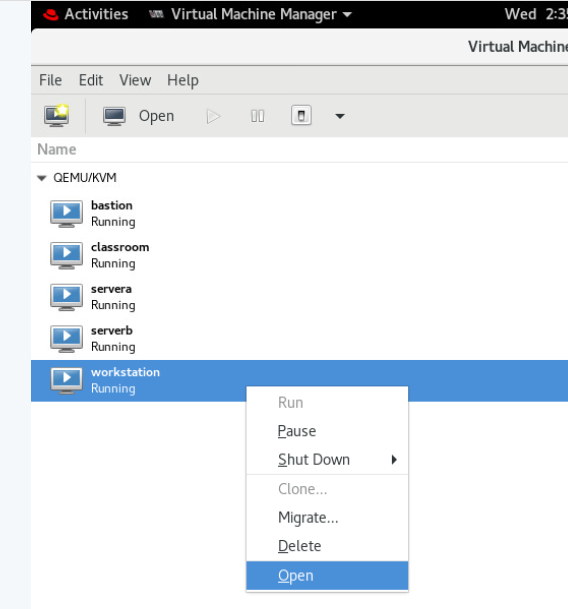 Activities Virtual Machine Manager Wed 2:35
Virtual Machine
File Edit View Help
Open
Name
QEMU/KVM
bastion
Running
classroom
Running
servera
Running
serverb
Running
workstation
Running
Run
Pause
Shut Down
Clone...
Migrate...
Delete
Open